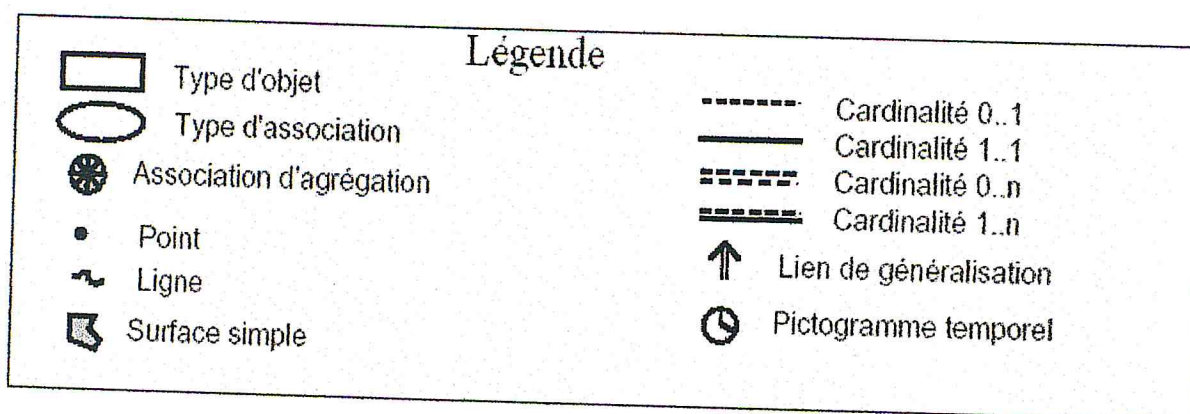 Légende
Type d'objet
Type d'association
Association d'agrégation
Point
Ligne
Surface simple
Cardinalité 0..1
Cardinalité 1..1
Cardinalité 0..n
Cardinalité 1..n
Lien de généralisation
Pictogramme temporel